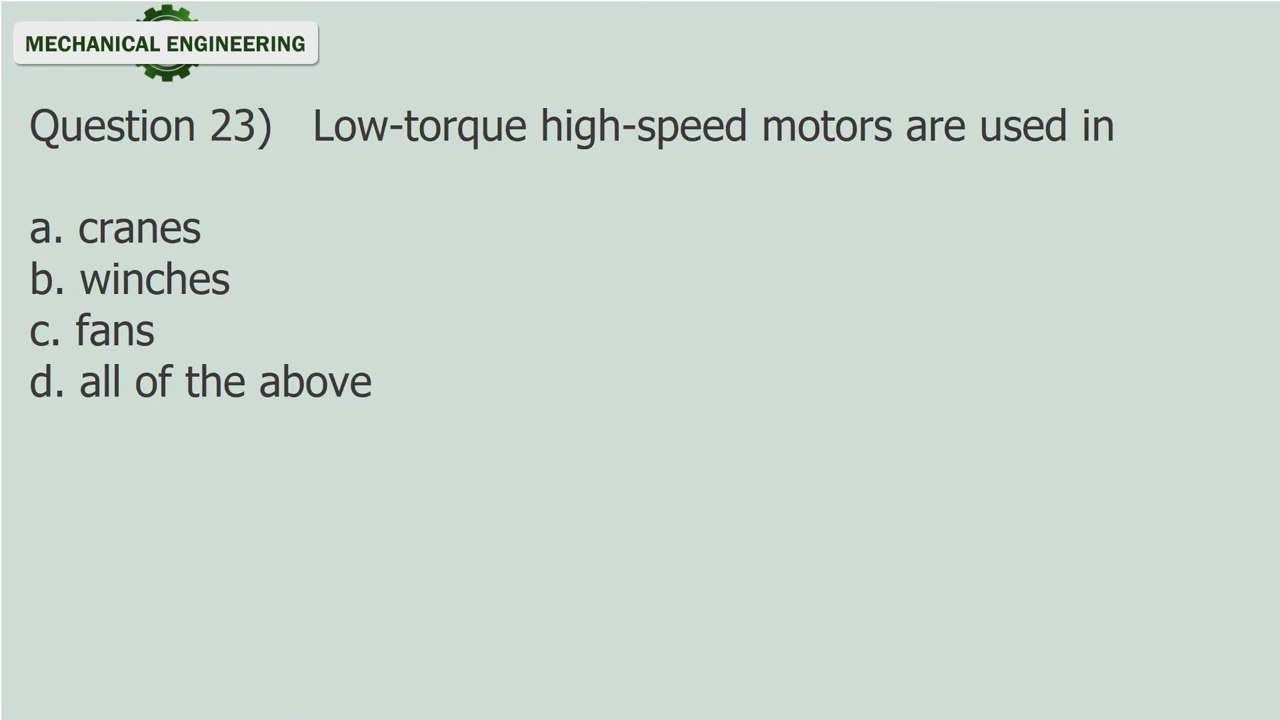 MECHANICAL ENGINEERING
Question 23) Low-torque high-speed motors are used in
a. cranes
b. winches
c. fans
d. all of the above